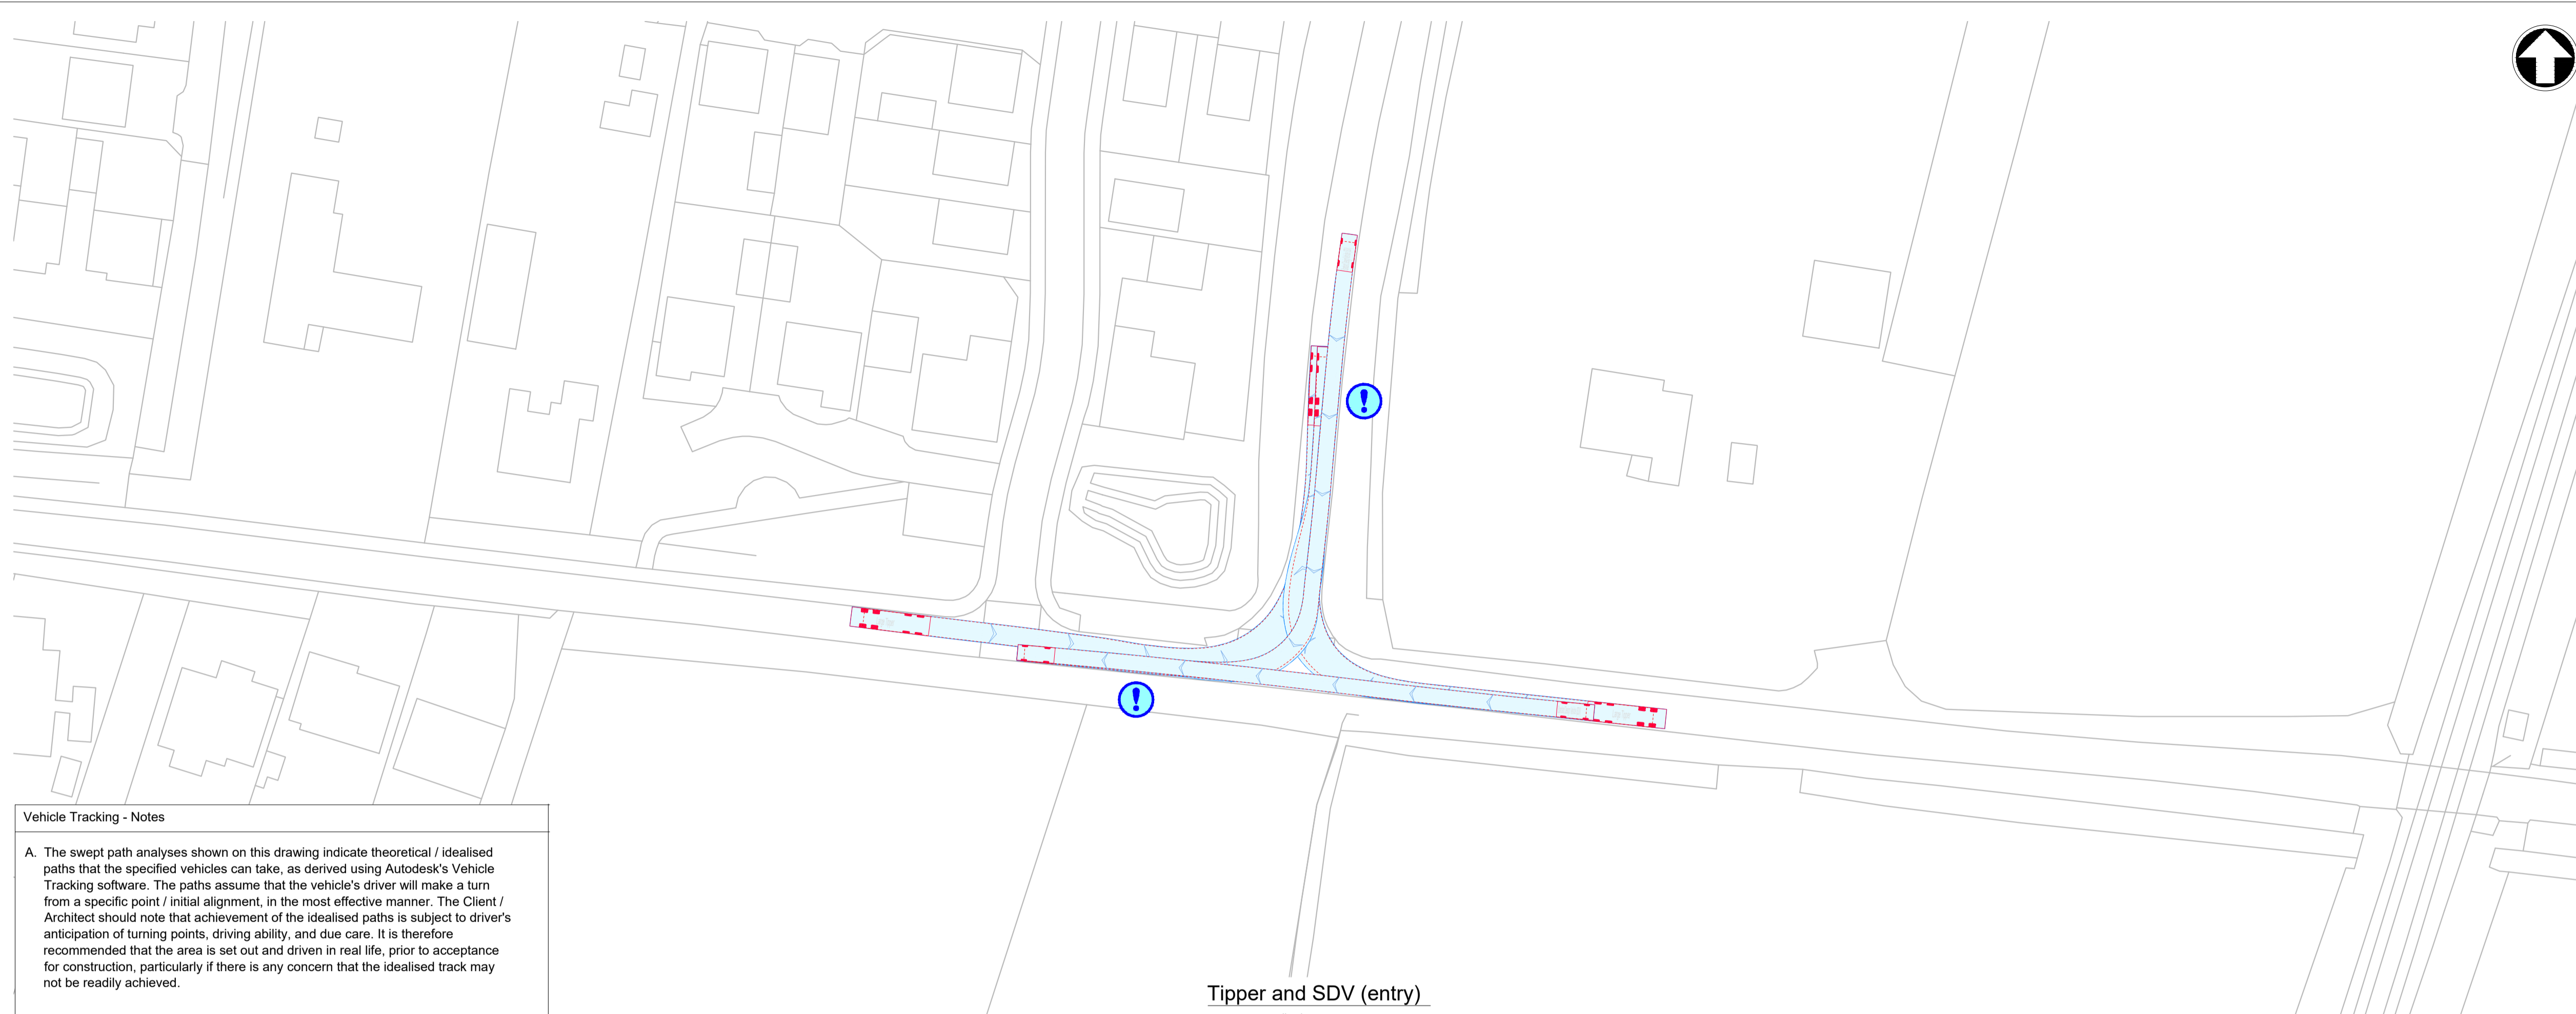 Vehicle Tracking - Notes
A. The swept path analyses shown on this drawing indicate theoretical / idealised
paths that the specified vehicles can take, as derived using Autodesk's Vehicle
Tracking software. The paths assume that the vehicle's driver will make a turn
from a specific point / initial alignment, in the most effective manner. The Client /
Architect should note that achievement of the idealised paths is subject to driver's
anticipation of turning points, driving ability, and due care. It is therefore
recommended that the area is set out and driven in real life, prior to acceptance
for construction, particularly if there is any concern that the idealised track may
not be readily achieved.
!
!
Tipper and SDV (entry)